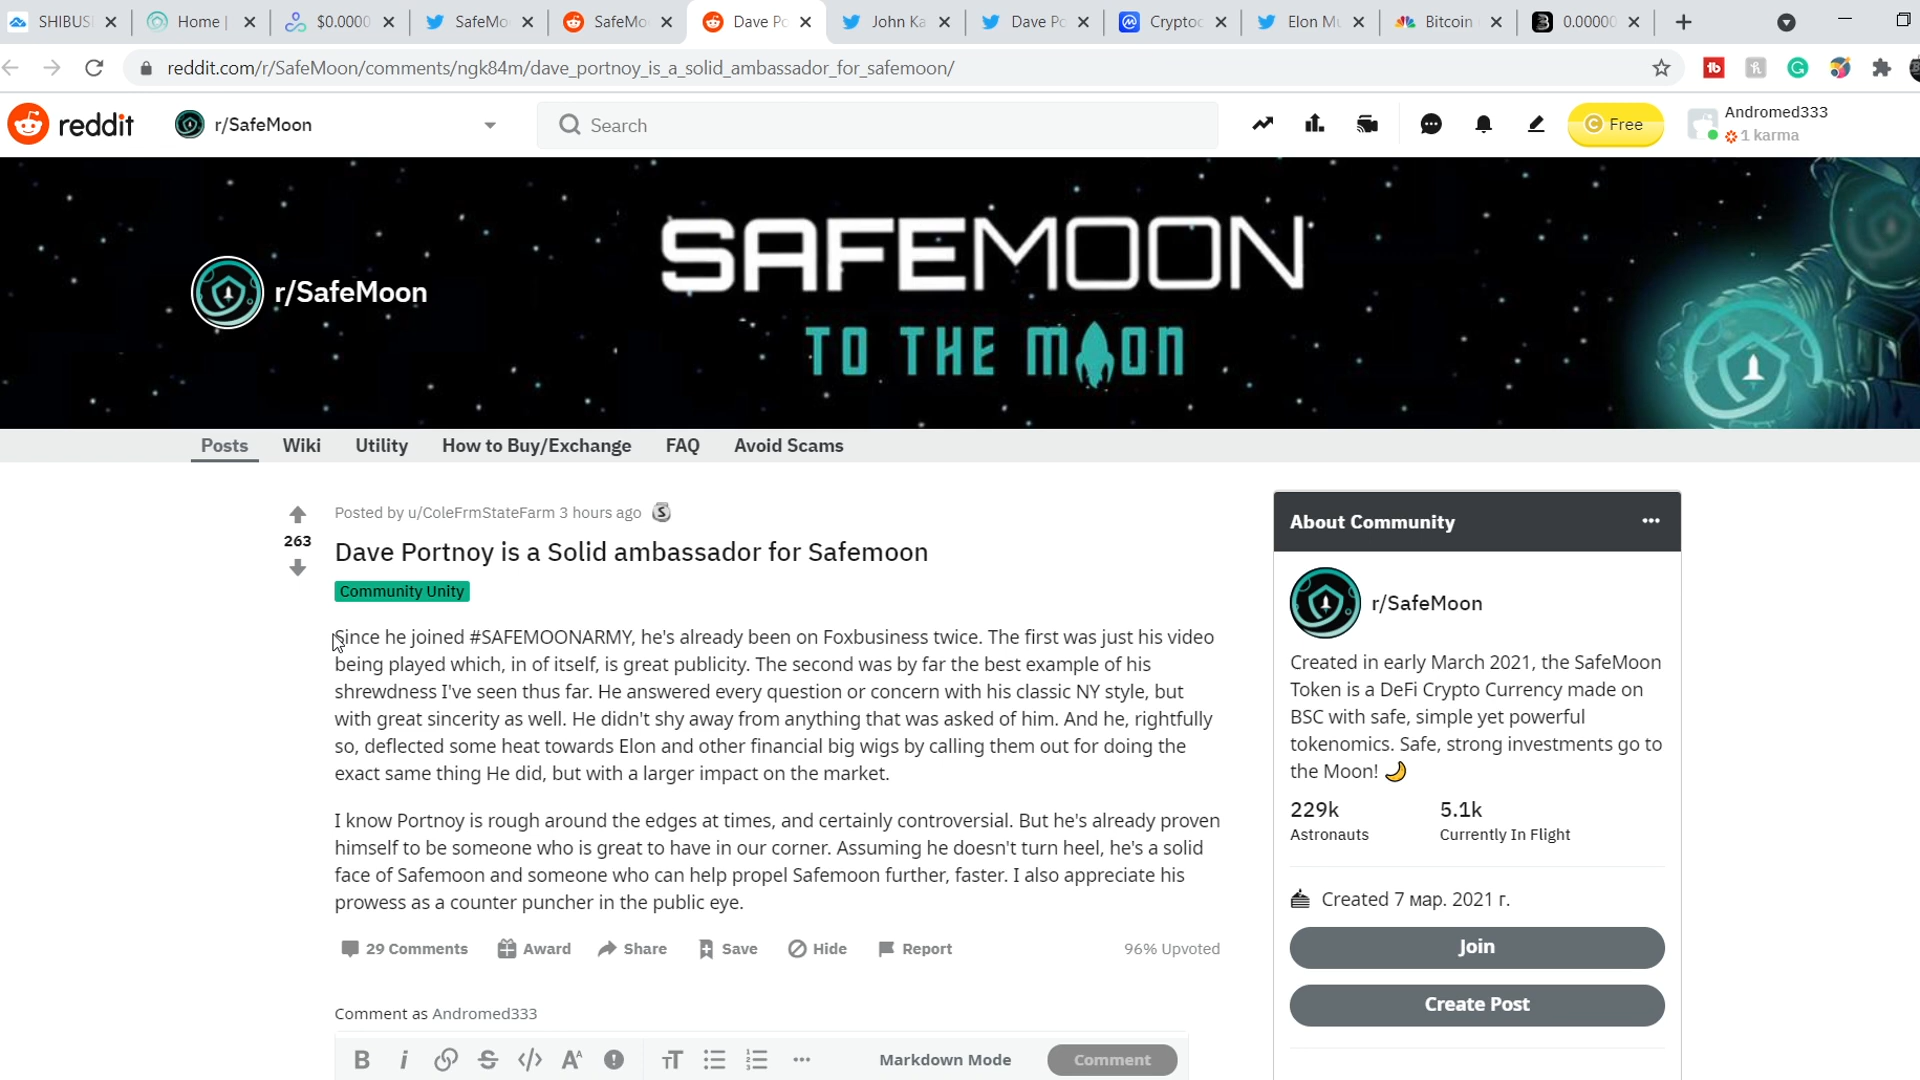 SHIBUS
Home |
$0.0000
SafeMo
SafeMo
Dave Po
John Ka
Dave Po
Cryptoc
Elon Mu
Bitcoin
0.00000
reddit.com/r/SafeMoon/comments/ngk84m/dave_portnoy_is_a_solid_ambassador_for_safemoon/
reddit
r/SafeMoon
Search
Free
Andromed333
1 karma
r/SafeMoon
SAFEMOON
TO THE MOON
Posts
Wiki
Utility
How to Buy/Exchange
FAQ
Avoid Scams
Posted by u/ColeFrmStateFarm 3 hours ago
263
Dave Portnoy is a Solid ambassador for Safemoon
Community Unity
Since he joined #SAFEMOONARMY, he's already been on Foxbusiness twice. The first was just his video
being played which, in of itself, is great publicity. The second was by far the best example of his
shrewdness I've seen thus far. He answered every question or concern with his classic NY style, but
with great sincerity as well. He didn't shy away from anything that was asked of him. And he, rightfully
so, deflected some heat towards Elon and other financial big wigs by calling them out for doing the
exact same thing He did, but with a larger impact on the market.
I know Portnoy is rough around the edges at times, and certainly controversial. But he's already proven
himself to be someone who is great to have in our corner. Assuming he doesn't turn heel, he's a solid
face of Safemoon and someone who can help propel Safemoon further, faster. I also appreciate his
prowess as a counter puncher in the public eye.
29 Comments
Award
Share
Save
Hide
Report
96% Upvoted
Comment as Andromed333
Markdown Mode
Comment
About Community
r/SafeMoon
Created in early March 2021, the SafeMoon
Token is a DeFi Crypto Currency made on
BSC with safe, simple yet powerful
tokenomics. Safe, strong investments go to
the Moon! 🌙
229k
Astronauts
5.1k
Currently In Flight
Created 7 мар. 2021 г.
Join
Create Post